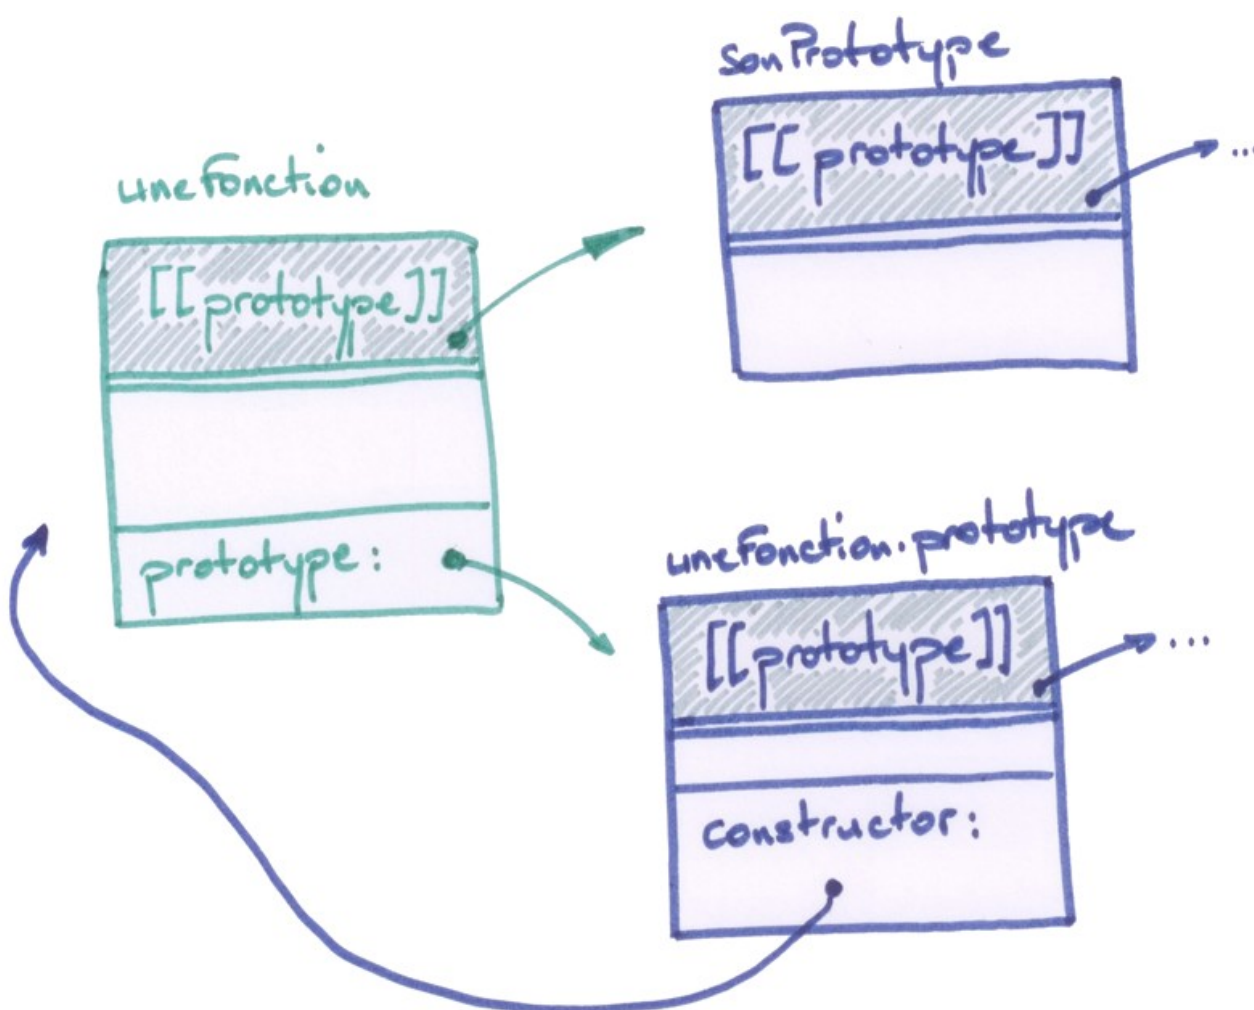 uneFonction
[[prototype]]
prototype:
sonPrototype
[[prototype]]
...
uneFonction.prototype
[[prototype]]
...
constructor: